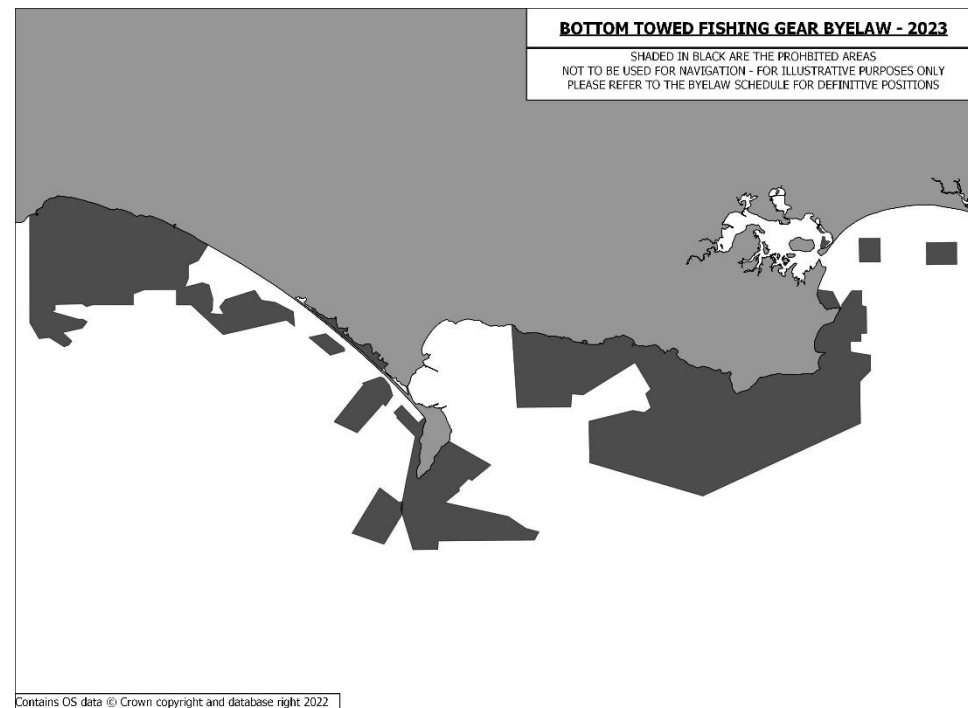 BOTTOM TOWED FISHING GEAR BYELAW - 2023
SHADED IN BLACK ARE THE PROHBITED AREAS
NOT TO BE USED FOR NAVIGATION - FOR ILLUSTRATIVE PURPOSES ONLY
PLEASE REFER TO THE BYELAW SCHEDULE FOR DEFINITIVE POSITIONS
Contains OS data © Crown copyright and database right 2022